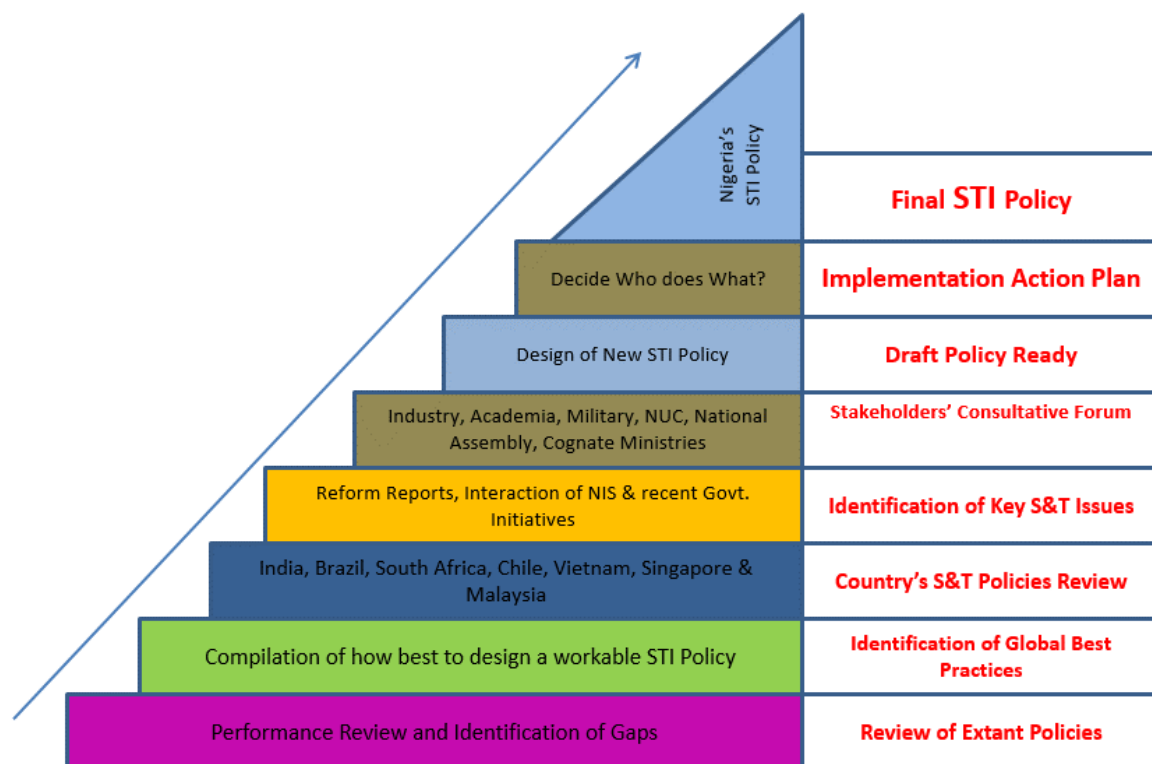 Nigeria's
STI Policy
Final STI Policy
Decide Who does What?
Implementation Action Plan
Design of New STI Policy
Draft Policy Ready
Industry, Academia, Military, NUC, National
Assembly, Cognate Ministries
Stakeholders' Consultative Forum
Reform Reports, Interaction of NIS & recent Govt.
Initiatives
Identification of Key S&T Issues
India, Brazil, South Africa, Chile, Vietnam, Singapore &
Malaysia
Country's S&T Policies Review
Compilation of how best to design a workable STI Policy
Identification of Global Best
Practices
Performance Review and Identification of Gaps
Review of Extant Policies